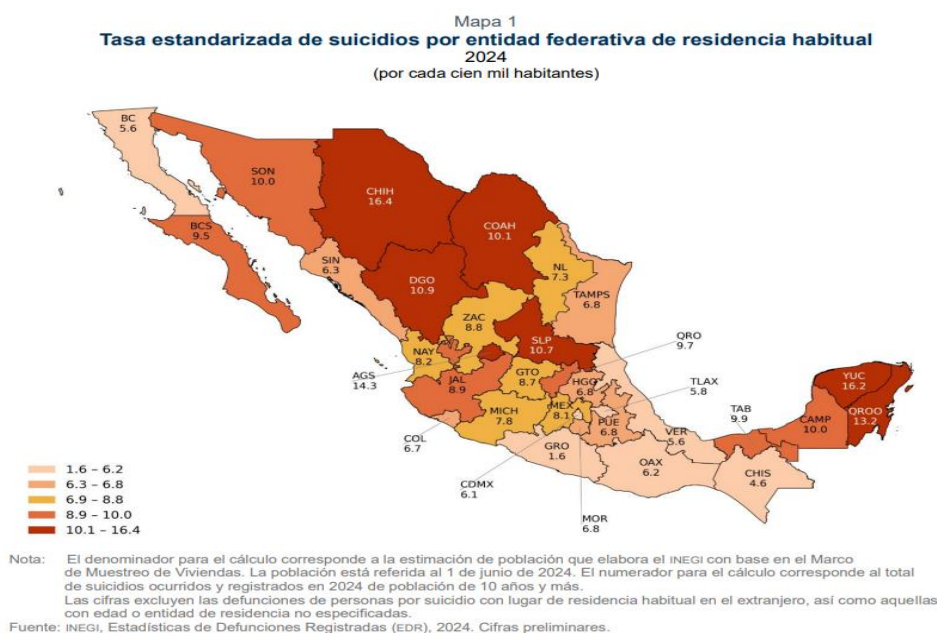 Mapa 1
Tasa estandarizada de suicidios por entidad federativa de residencia habitual
2024
(por cada cien mil habitantes)
BC
5.6
SON
10.0
CHIH
16.4
COAH
10.1
BCS
9.5
SIN
6.3
DGO
10.9
NL
7.3
TAMPS
6.8
ZAC
8.8
SLP
10.7
QRO
9.7
NAY
8.2
AGS
14.3
JAL
8.9
GTO
8.7
HGO
6.8
TLAX
5.8
YUC
16.2
QROO
13.2
CAMP
10.0
TAB
9.9
MICH
7.8
MEX
8.1
PUE
6.8
VER
5.6
COL
6.7
GRO
1.6
OAX
6.2
CHIS
4.6
CDMX
6.1
MOR
6.8
1.6 – 6.2
6.3 – 6.8
6.9 – 8.8
8.9 – 10.0
10.1 – 16.4
Nota: El denominador para el cálculo corresponde a la estimación de población que elabora el INEGI con base en el Marco
de Muestreo de Viviendas. La población está referida al 1 de junio de 2024. El numerador para el cálculo corresponde al total
de suicidios ocurridos y registrados en 2024 de población de 10 años y más.
Las cifras excluyen las defunciones de personas por suicidio con lugar de residencia habitual en el extranjero, así como aquellas
con edad o entidad de residencia no especificadas.
Fuente: INEGI, Estadísticas de Defunciones Registradas (EDR), 2024. Cifras preliminares.